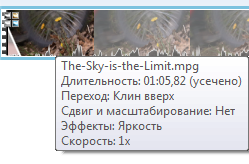 The-Sky-is-the-Limit.mpg
Длительность: 01:05,82 (усечено)
Переход: Клин вверх
Сдвиг и масштабирование: Нет
Эффекты: Яркость
Скорость: 1x